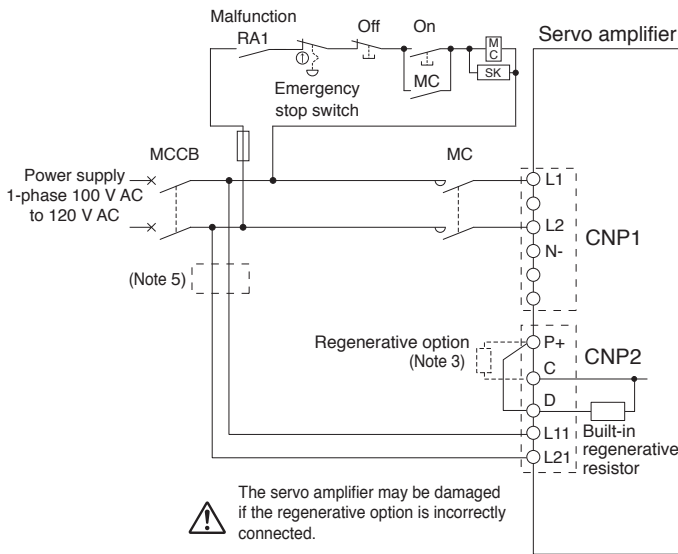 Malfunction
RA1
Off
On
M
C
SK
MC
Emergency
stop switch
Servo amplifier
MCCB
MC
Power supply
1-phase 100 V AC
to 120 V AC
L1
L2
N-
CNP1
(Note 5)
Regenerative option
(Note 3)
P+
C
D
L11
L21
CNP2
Built-in
regenerative
resistor
The servo amplifier may be damaged
if the regenerative option is incorrectly
connected.